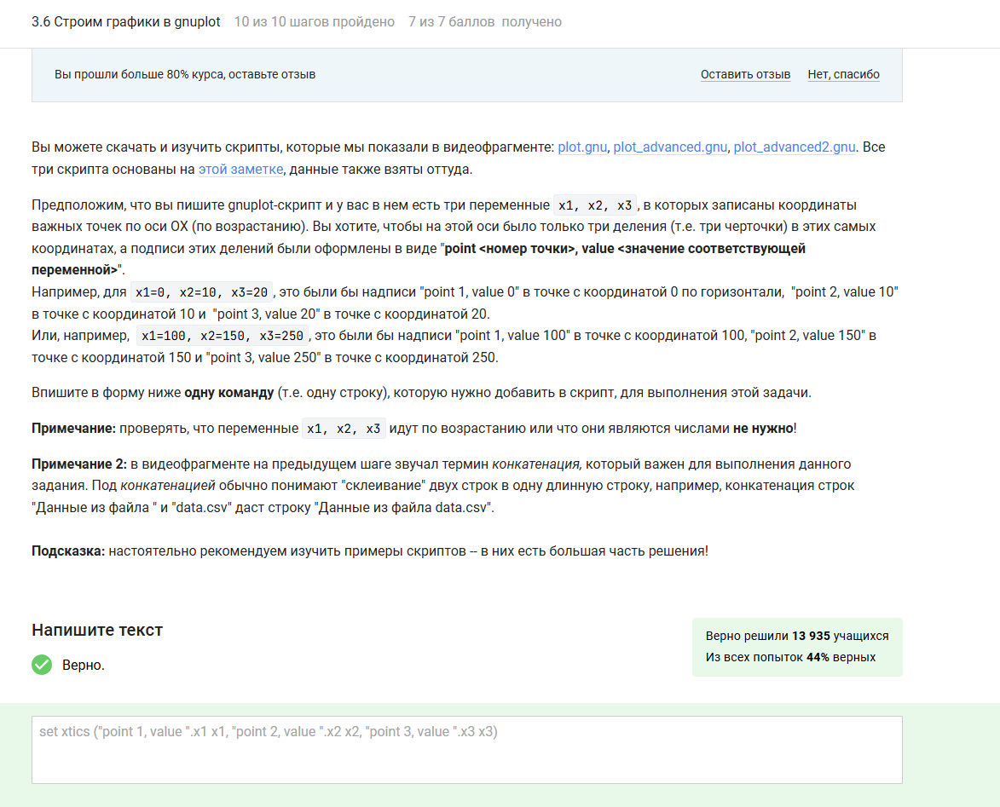 3.6 Строим графики в gnuplot 10 из 10 шагов пройдено 7 из 7 баллов получено
Вы прошли больше 80% курса, оставьте отзыв Оставить отзыв Нет, спасибо
Вы можете скачать и изучить скрипты, которые мы показали в видеофрагменте: plot.gnu, plot_advanced.gnu, plot_advanced2.gnu. Все
три скрипта основаны на этой заметке, данные также взяты оттуда.
Предположим, что вы пишите gnuplot-скрипт и у вас в нем есть три переменные x1, x2, x3, в которых записаны координаты
важных точек по оси OX (по возрастанию). Вы хотите, чтобы на этой оси было только три деления (т.е. три черточки) в этих самых
координатах, а подписи этих делений были оформлены в виде "point <номер точки>, value <значение соответствующей
переменной>".
Например, для x1=0, x2=10, x3=20, это были бы надписи "point 1, value 0" в точке с координатой 0 по горизонтали, "point 2, value 10"
в точке с координатой 10 и "point 3, value 20" в точке с координатой 20.
Или, например, x1=100, x2=150, x3=250, это были бы надписи "point 1, value 100" в точке с координатой 100, "point 2, value 150" в
точке с координатой 150 и "point 3, value 250" в точке с координатой 250.
Впишите в форму ниже одну команду (т.е. одну строку), которую нужно добавить в скрипт, для выполнения этой задачи.
Примечание: проверять, что переменные x1, x2, x3 идут по возрастанию или что они являются числами не нужно!
Примечание 2: в видеофрагменте на предыдущем шаге звучал термин конкатенация, который важен для выполнения данного
задания. Под конкатенацией обычно понимают "склеивание" двух строк в одну длинную строку, например, конкатенация строк
"Данные из файла " и "data.csv" даст строку "Данные из файла data.csv".
Подсказка: настоятельно рекомендуем изучить примеры скриптов -- в них есть большая часть решения!
Напишите текст
Верно решили 13 935 учащихся
Из всех попыток 44% верных
Верно.
set xtics ("point 1, value ".x1 x1, "point 2, value ".x2 x2, "point 3, value ".x3 x3)